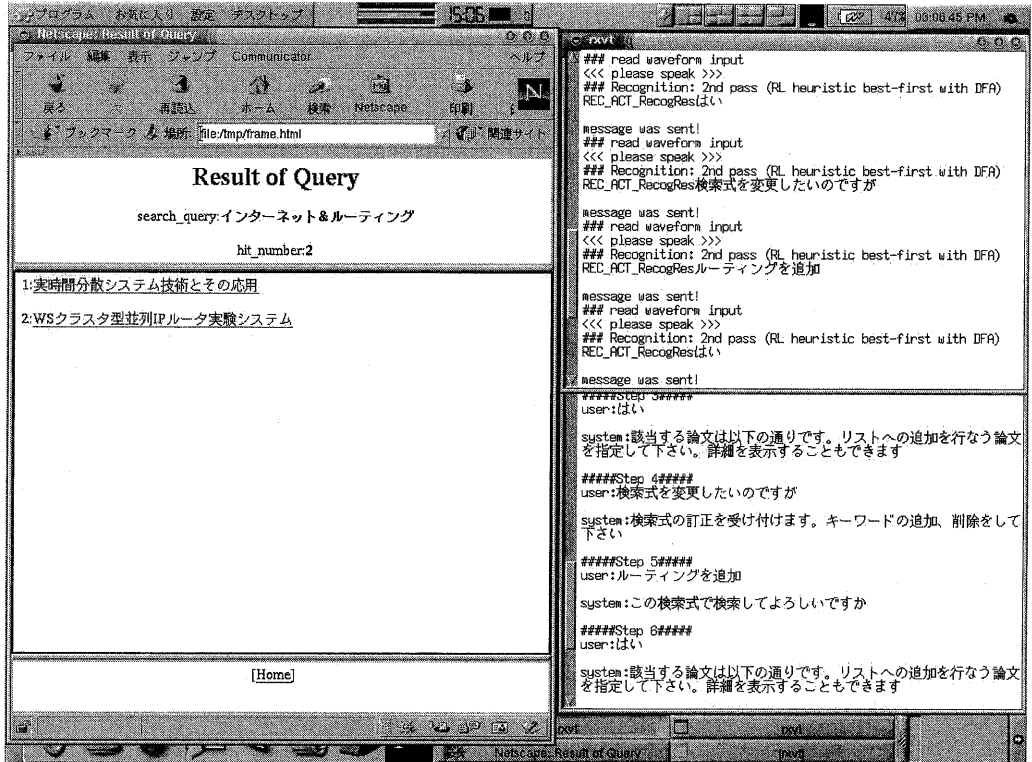 プログラム お気に入り 設定 デスクトップ
15:05
47% 05:06:45 PM
Netscape: Result of Query
ファイル 編集 表示 ジャンプ Communicator ヘルプ
戻る 再読込 ホーム 検索 Netscape 印刷
ブックマーク 場所: file:/tmp/frame.html 関連サイト
Result of Query
search_query:インターネット&ルーティング
hit_number:2
1:実時間分散システム技術とその応用
2:WSクラスタ型並列IPルータ実験システム
[Home]
rxvt
### read waveform input
<<< please speak >>>
### Recognition: 2nd pass (RL heuristic best-first with DFA)
REC_ACT_RecogResはい
message was sent!
### read waveform input
<<< please speak >>>
### Recognition: 2nd pass (RL heuristic best-first with DFA)
REC_ACT_RecogRes検索式を変更したいのですが
message was sent!
### read waveform input
<<< please speak >>>
### Recognition: 2nd pass (RL heuristic best-first with DFA)
REC_ACT_RecogResルーティングを追加
message was sent!
### read waveform input
<<< please speak >>>
### Recognition: 2nd pass (RL heuristic best-first with DFA)
REC_ACT_RecogResはい
message was sent!
#####Step 3#####
user:はい
system:該当する論文は以下の通りです。リストへの追加を行なう論文
を指定して下さい。詳細を表示することもできます
#####Step 4#####
user:検索式を変更したいのですが
system:検索式の訂正を受け付けます。キーワードの追加、削除をして
下さい
#####Step 5#####
user:ルーティングを追加
system:この検索式で検索してよろしいですか
#####Step 6#####
user:はい
system:該当する論文は以下の通りです。リストへの追加を行なう論文
を指定して下さい。詳細を表示することもできます
rxvt rxvt
Netscape: Result of Query [rxvt]